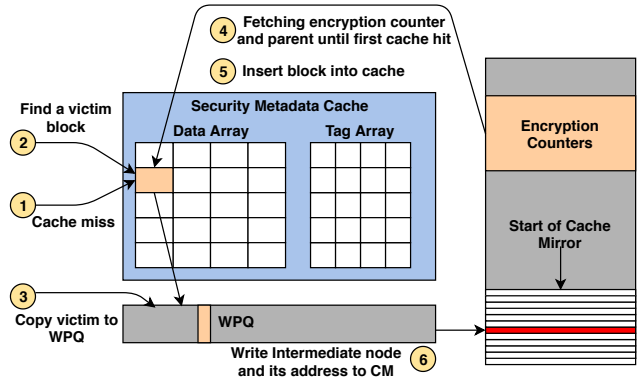 4
Fetching encryption counter
and parent until first cache hit
5
Insert block into cache
Find a victim
block
2
1
Cache miss
Security Metadata Cache
Data Array
Tag Array
Encryption
Counters
Start of Cache
Mirror
3
Copy victim to
WPQ
WPQ
Write Intermediate node
and its address to CM
6